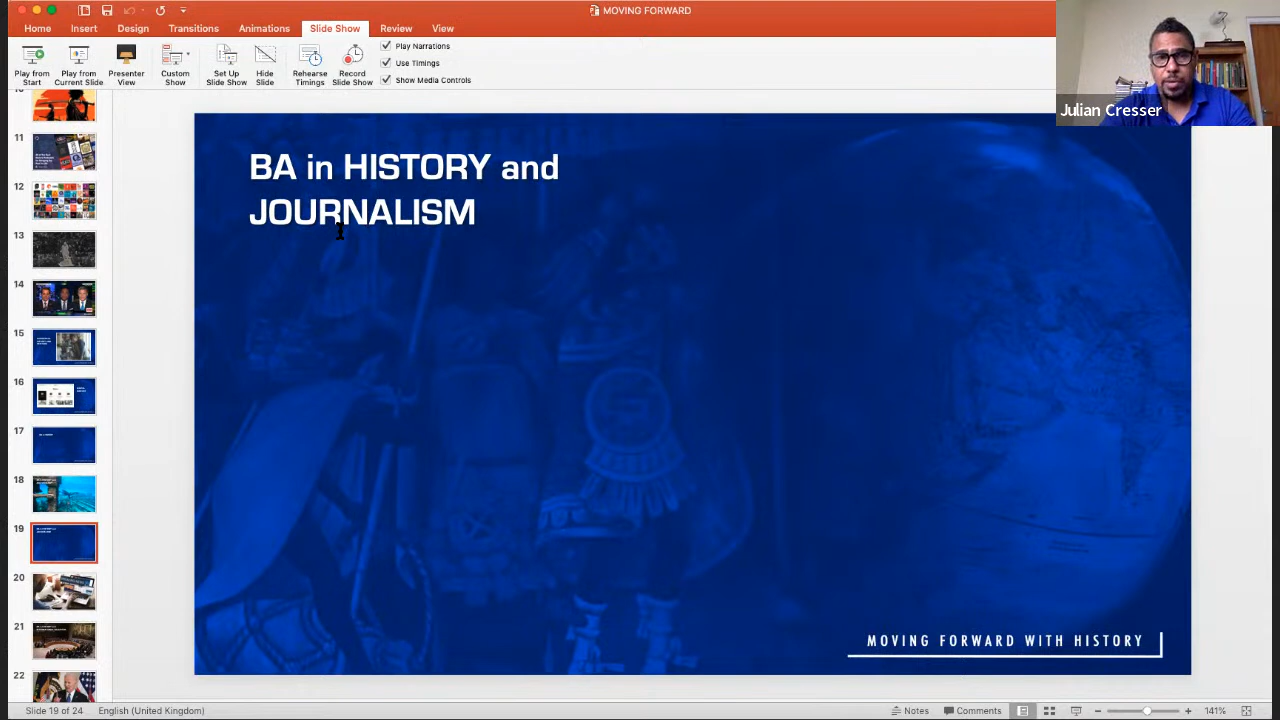 MOVING FORWARD
Home Insert Design Transitions Animations Slide Show Review View
Play from Start
Play from Current Slide
Presenter View
Custom Show
Set Up Slide Show
Hide Slide
Rehearse Timings
Record Slide Show
Play Narrations
Use Timings
Show Media Controls
Julian Cresser
11
12
13
14
15
16
17
18
19
20
21
22
BA in HISTORY and
JOURNALISM
MOVING FORWARD WITH HISTORY
Slide 19 of 24 English (United Kingdom) Notes Comments 141%